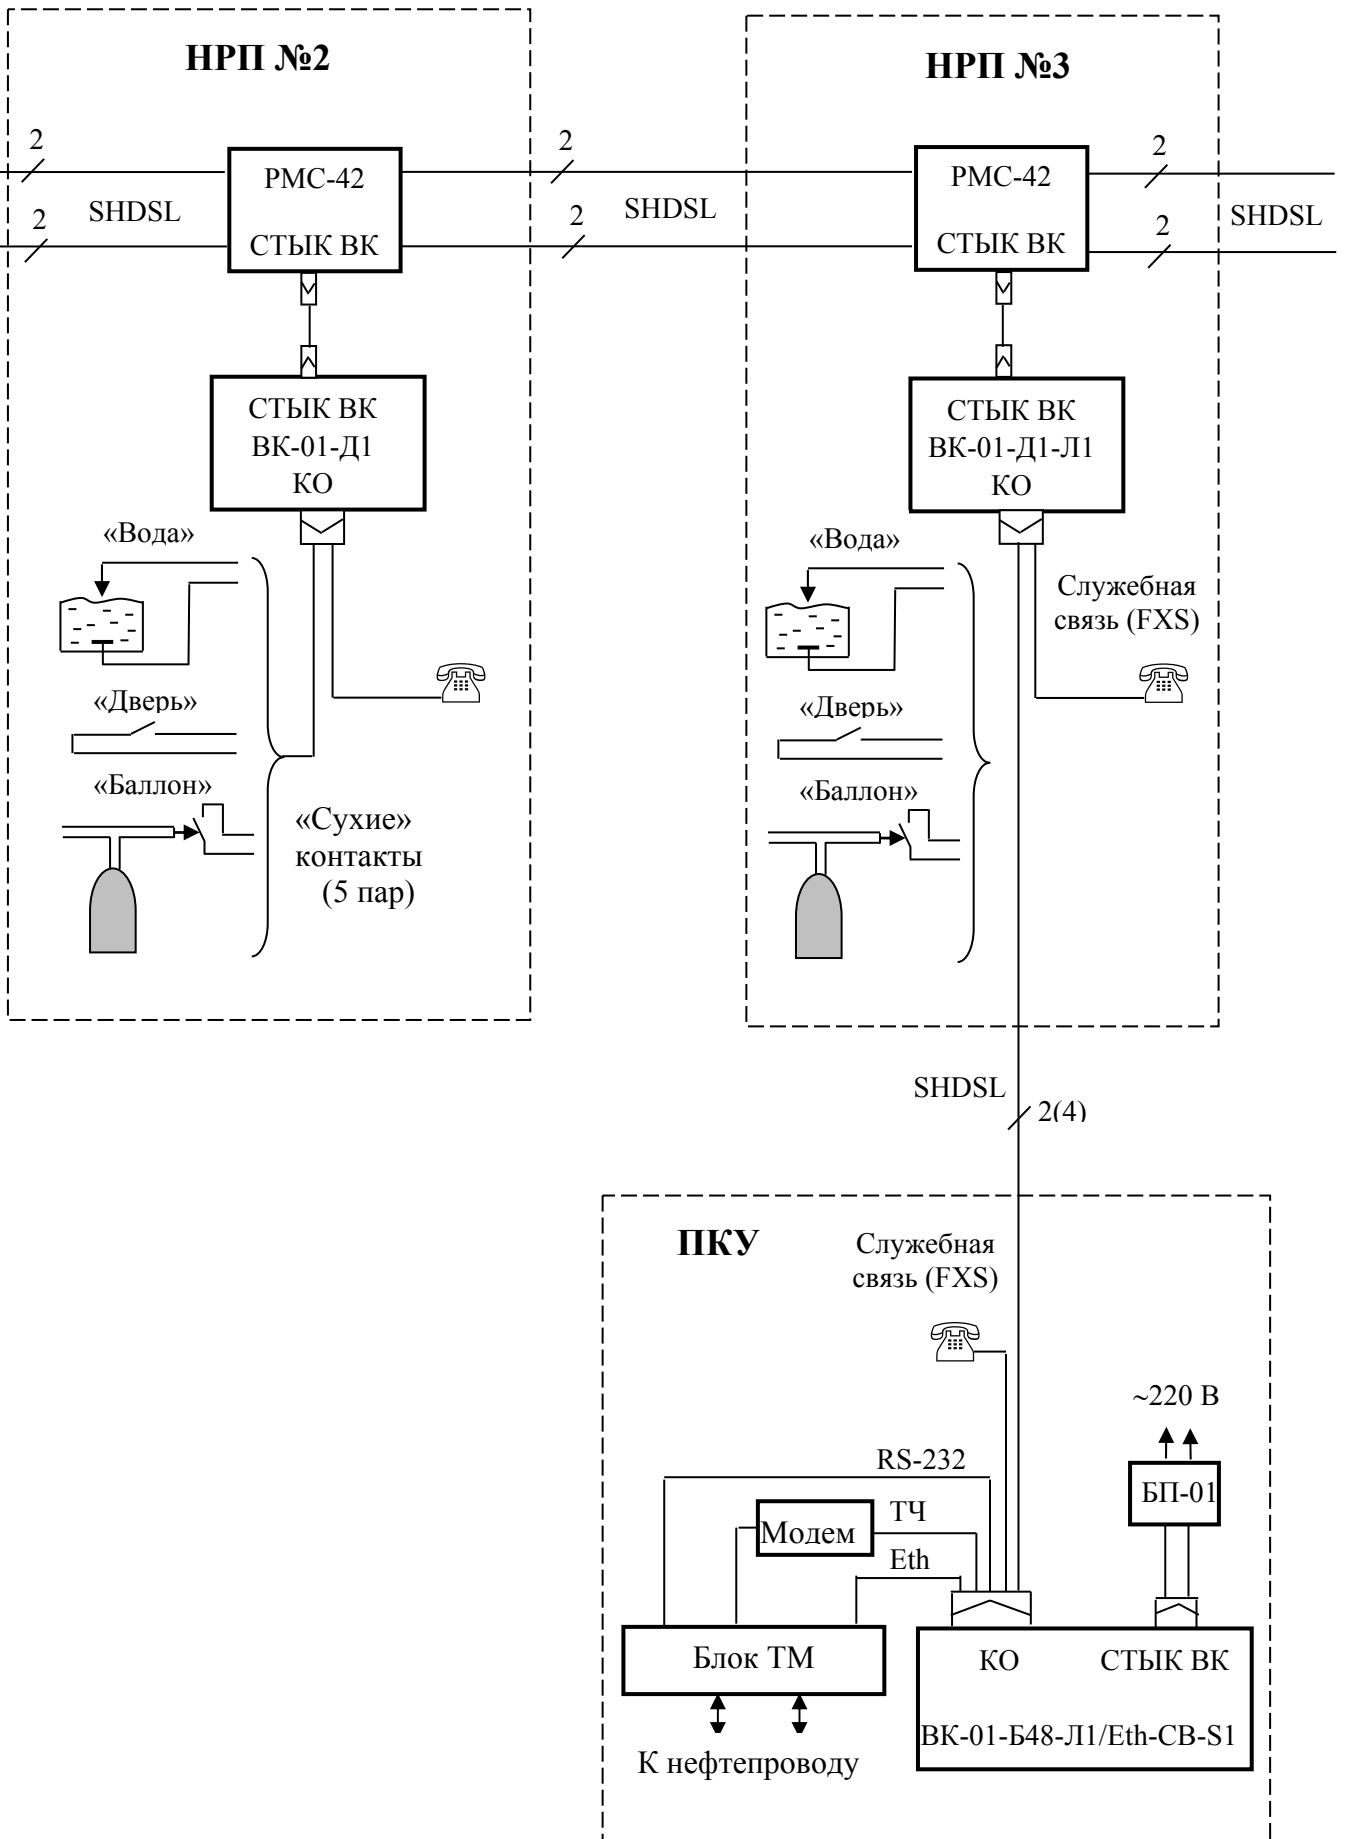 НРП №2
НРП №3
2
2
2
РМС-42
РМС-42
SHDSL
SHDSL
SHDSL
2
2
2
СТЫК ВК
СТЫК ВК
СТЫК ВК
ВК-01-Д1
КО
СТЫК ВК
ВК-01-Д1-Л1
КО
«Вода»
«Вода»
Служебная
связь (FXS)
«Дверь»
«Дверь»
«Баллон»
«Баллон»
«Сухие»
контакты
(5 пар)
SHDSL
2(4)
ПКУ
Служебная
связь (FXS)
~220 В
RS-232
БП-01
ТЧ
Модем
Eth
Блок ТМ
КО
СТЫК ВК
ВК-01-Б48-Л1/Eth-СВ-S1
К нефтепроводу